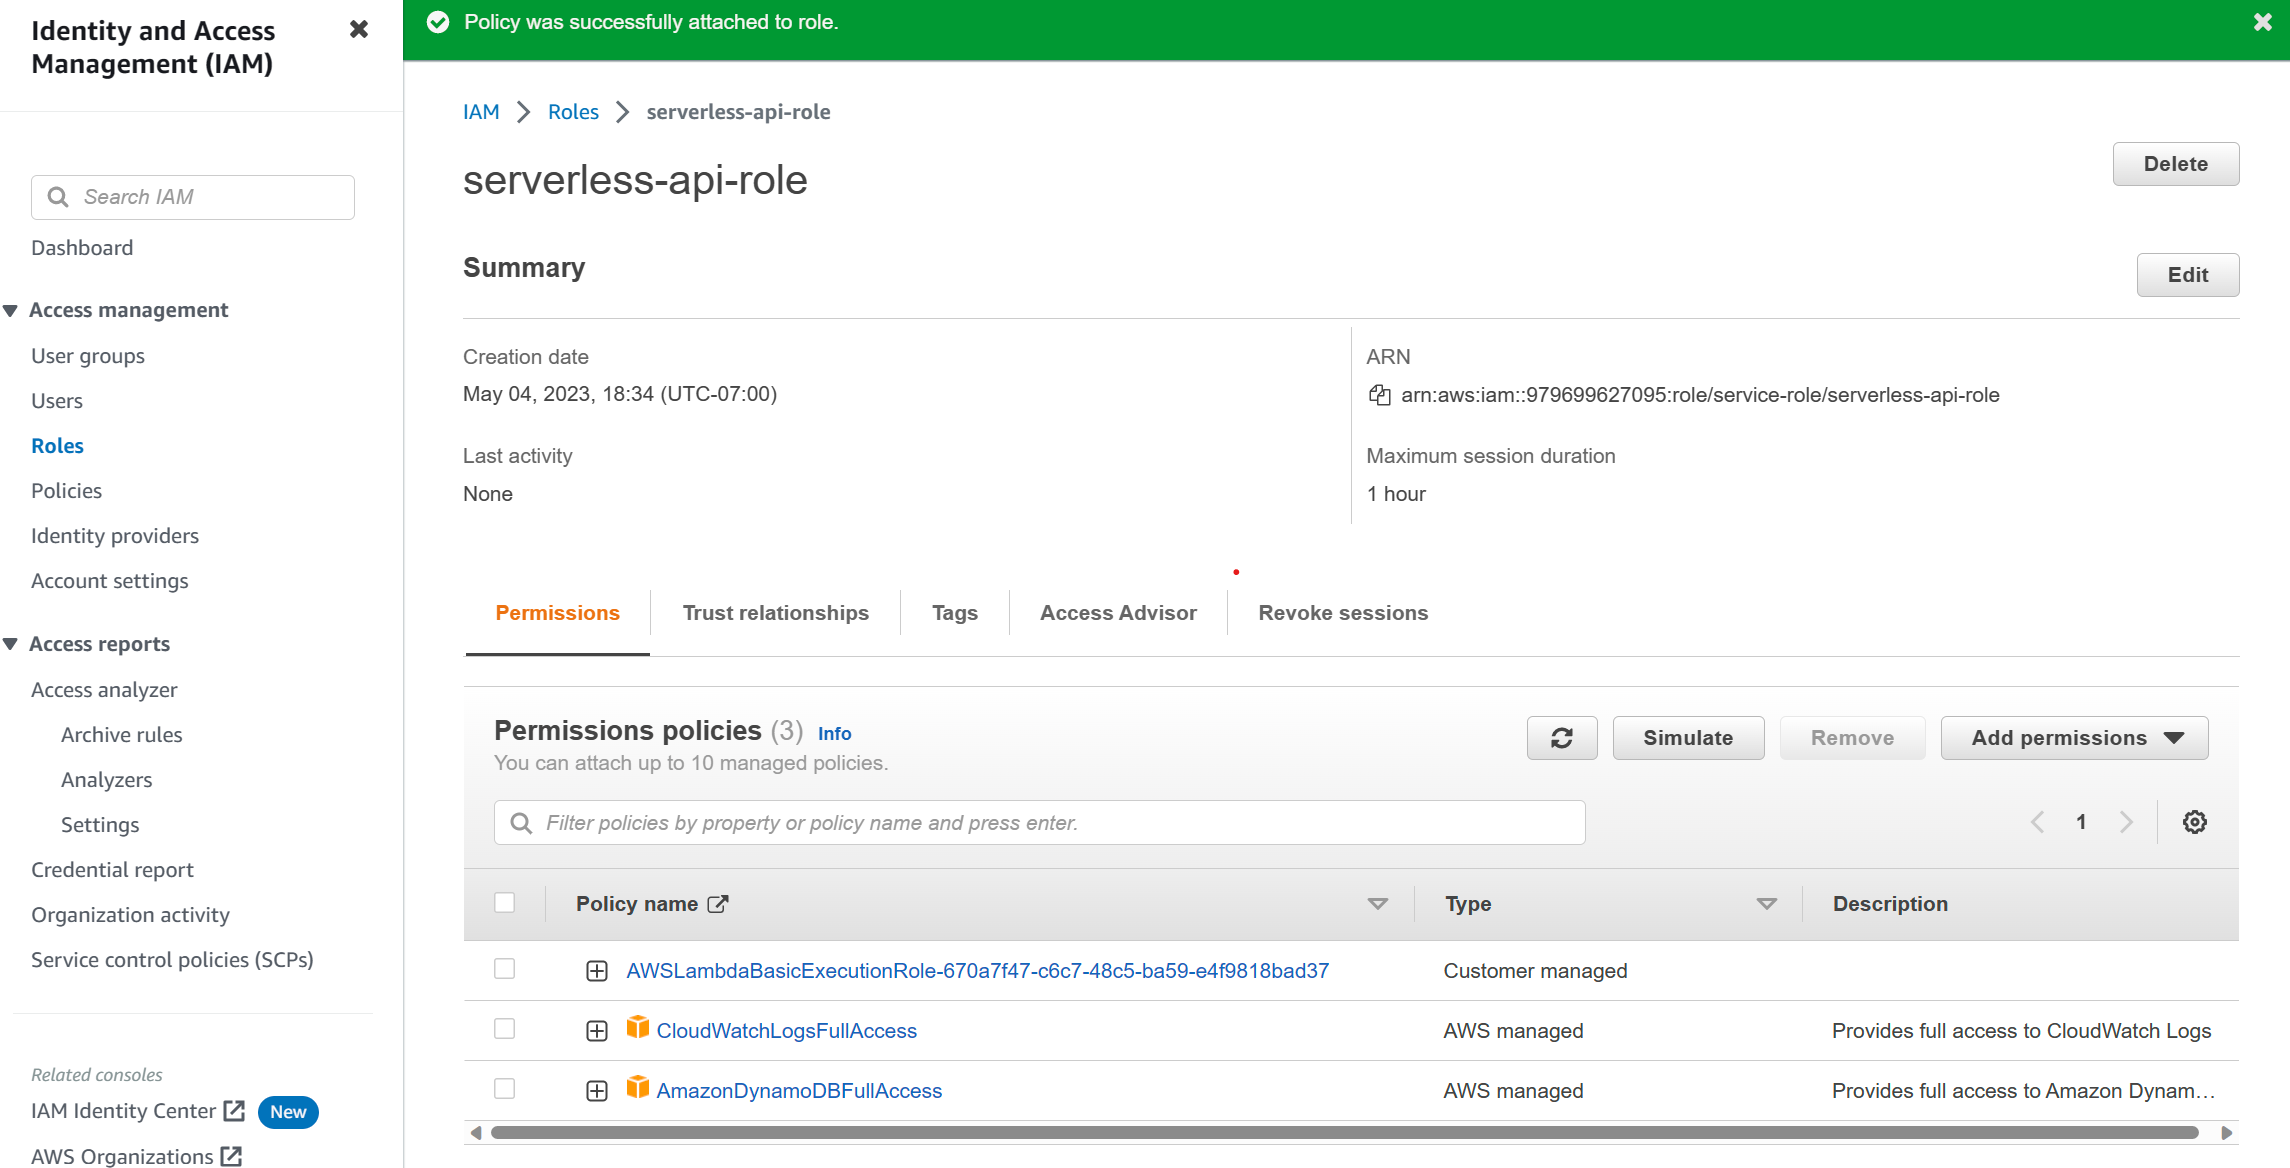 Identity and Access
Management (IAM)
Search IAM
Dashboard
Access management
User groups
Users
Roles
Policies
Identity providers
Account settings
Access reports
Access analyzer
Archive rules
Analyzers
Settings
Credential report
Organization activity
Service control policies (SCPs)
Related consoles
IAM Identity Center New
AWS Organizations
Policy was successfully attached to role.
IAM Roles serverless-api-role
serverless-api-role
Delete
Summary
Edit
Creation date
May 04, 2023, 18:34 (UTC-07:00)
ARN
arn:aws:iam::979699627095:role/service-role/serverless-api-role
Last activity
None
Maximum session duration
1 hour
Permissions Trust relationships Tags Access Advisor Revoke sessions
Permissions policies (3) Info
You can attach up to 10 managed policies.
Simulate Remove Add permissions
Filter policies by property or policy name and press enter.
1
Policy name Type Description
AWSLambdaBasicExecutionRole-670a7f47-c6c7-48c5-ba59-e4f9818bad37 Customer managed
CloudWatchLogsFullAccess AWS managed Provides full access to CloudWatch Logs
AmazonDynamoDBFullAccess AWS managed Provides full access to Amazon Dynam…